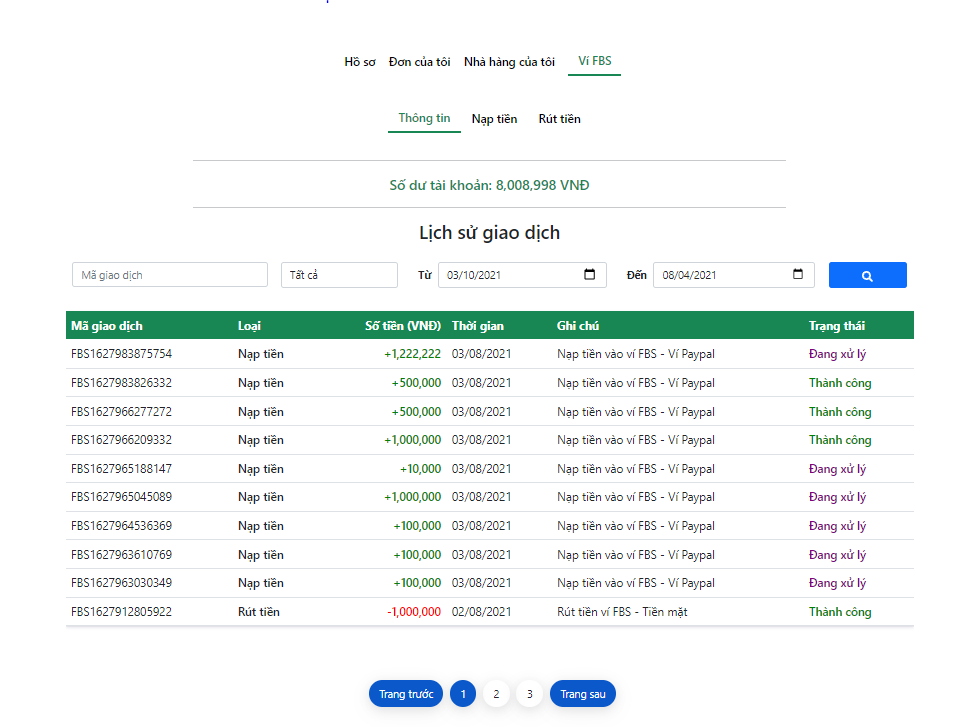 Hồ sơ Đơn của tôi Nhà hàng của tôi Ví FBS
Thông tin Nạp tiền Rút tiền
Số dư tài khoản: 8,008,998 VNĐ
Lịch sử giao dịch
Mã giao dịch Tất cả Từ 03/10/2021 Đến 08/04/2021
Mã giao dịch Loại Số tiền (VNĐ) Thời gian Ghi chú Trạng thái
FBS1627983875754 Nạp tiền +1,222,222 03/08/2021 Nạp tiền vào ví FBS - Ví Paypal Đang xử lý
FBS1627983826332 Nạp tiền +500,000 03/08/2021 Nạp tiền vào ví FBS - Ví Paypal Thành công
FBS1627966277272 Nạp tiền +500,000 03/08/2021 Nạp tiền vào ví FBS - Ví Paypal Thành công
FBS1627966209332 Nạp tiền +1,000,000 03/08/2021 Nạp tiền vào ví FBS - Ví Paypal Thành công
FBS1627965188147 Nạp tiền +10,000 03/08/2021 Nạp tiền vào ví FBS - Ví Paypal Đang xử lý
FBS1627965045089 Nạp tiền +1,000,000 03/08/2021 Nạp tiền vào ví FBS - Ví Paypal Đang xử lý
FBS1627964536369 Nạp tiền +100,000 03/08/2021 Nạp tiền vào ví FBS - Ví Paypal Đang xử lý
FBS1627963610769 Nạp tiền +100,000 03/08/2021 Nạp tiền vào ví FBS - Ví Paypal Đang xử lý
FBS1627963030349 Nạp tiền +100,000 03/08/2021 Nạp tiền vào ví FBS - Ví Paypal Đang xử lý
FBS1627912805922 Rút tiền -1,000,000 02/08/2021 Rút tiền ví FBS - Tiền mặt Thành công
Trang trước 1 2 3 Trang sau